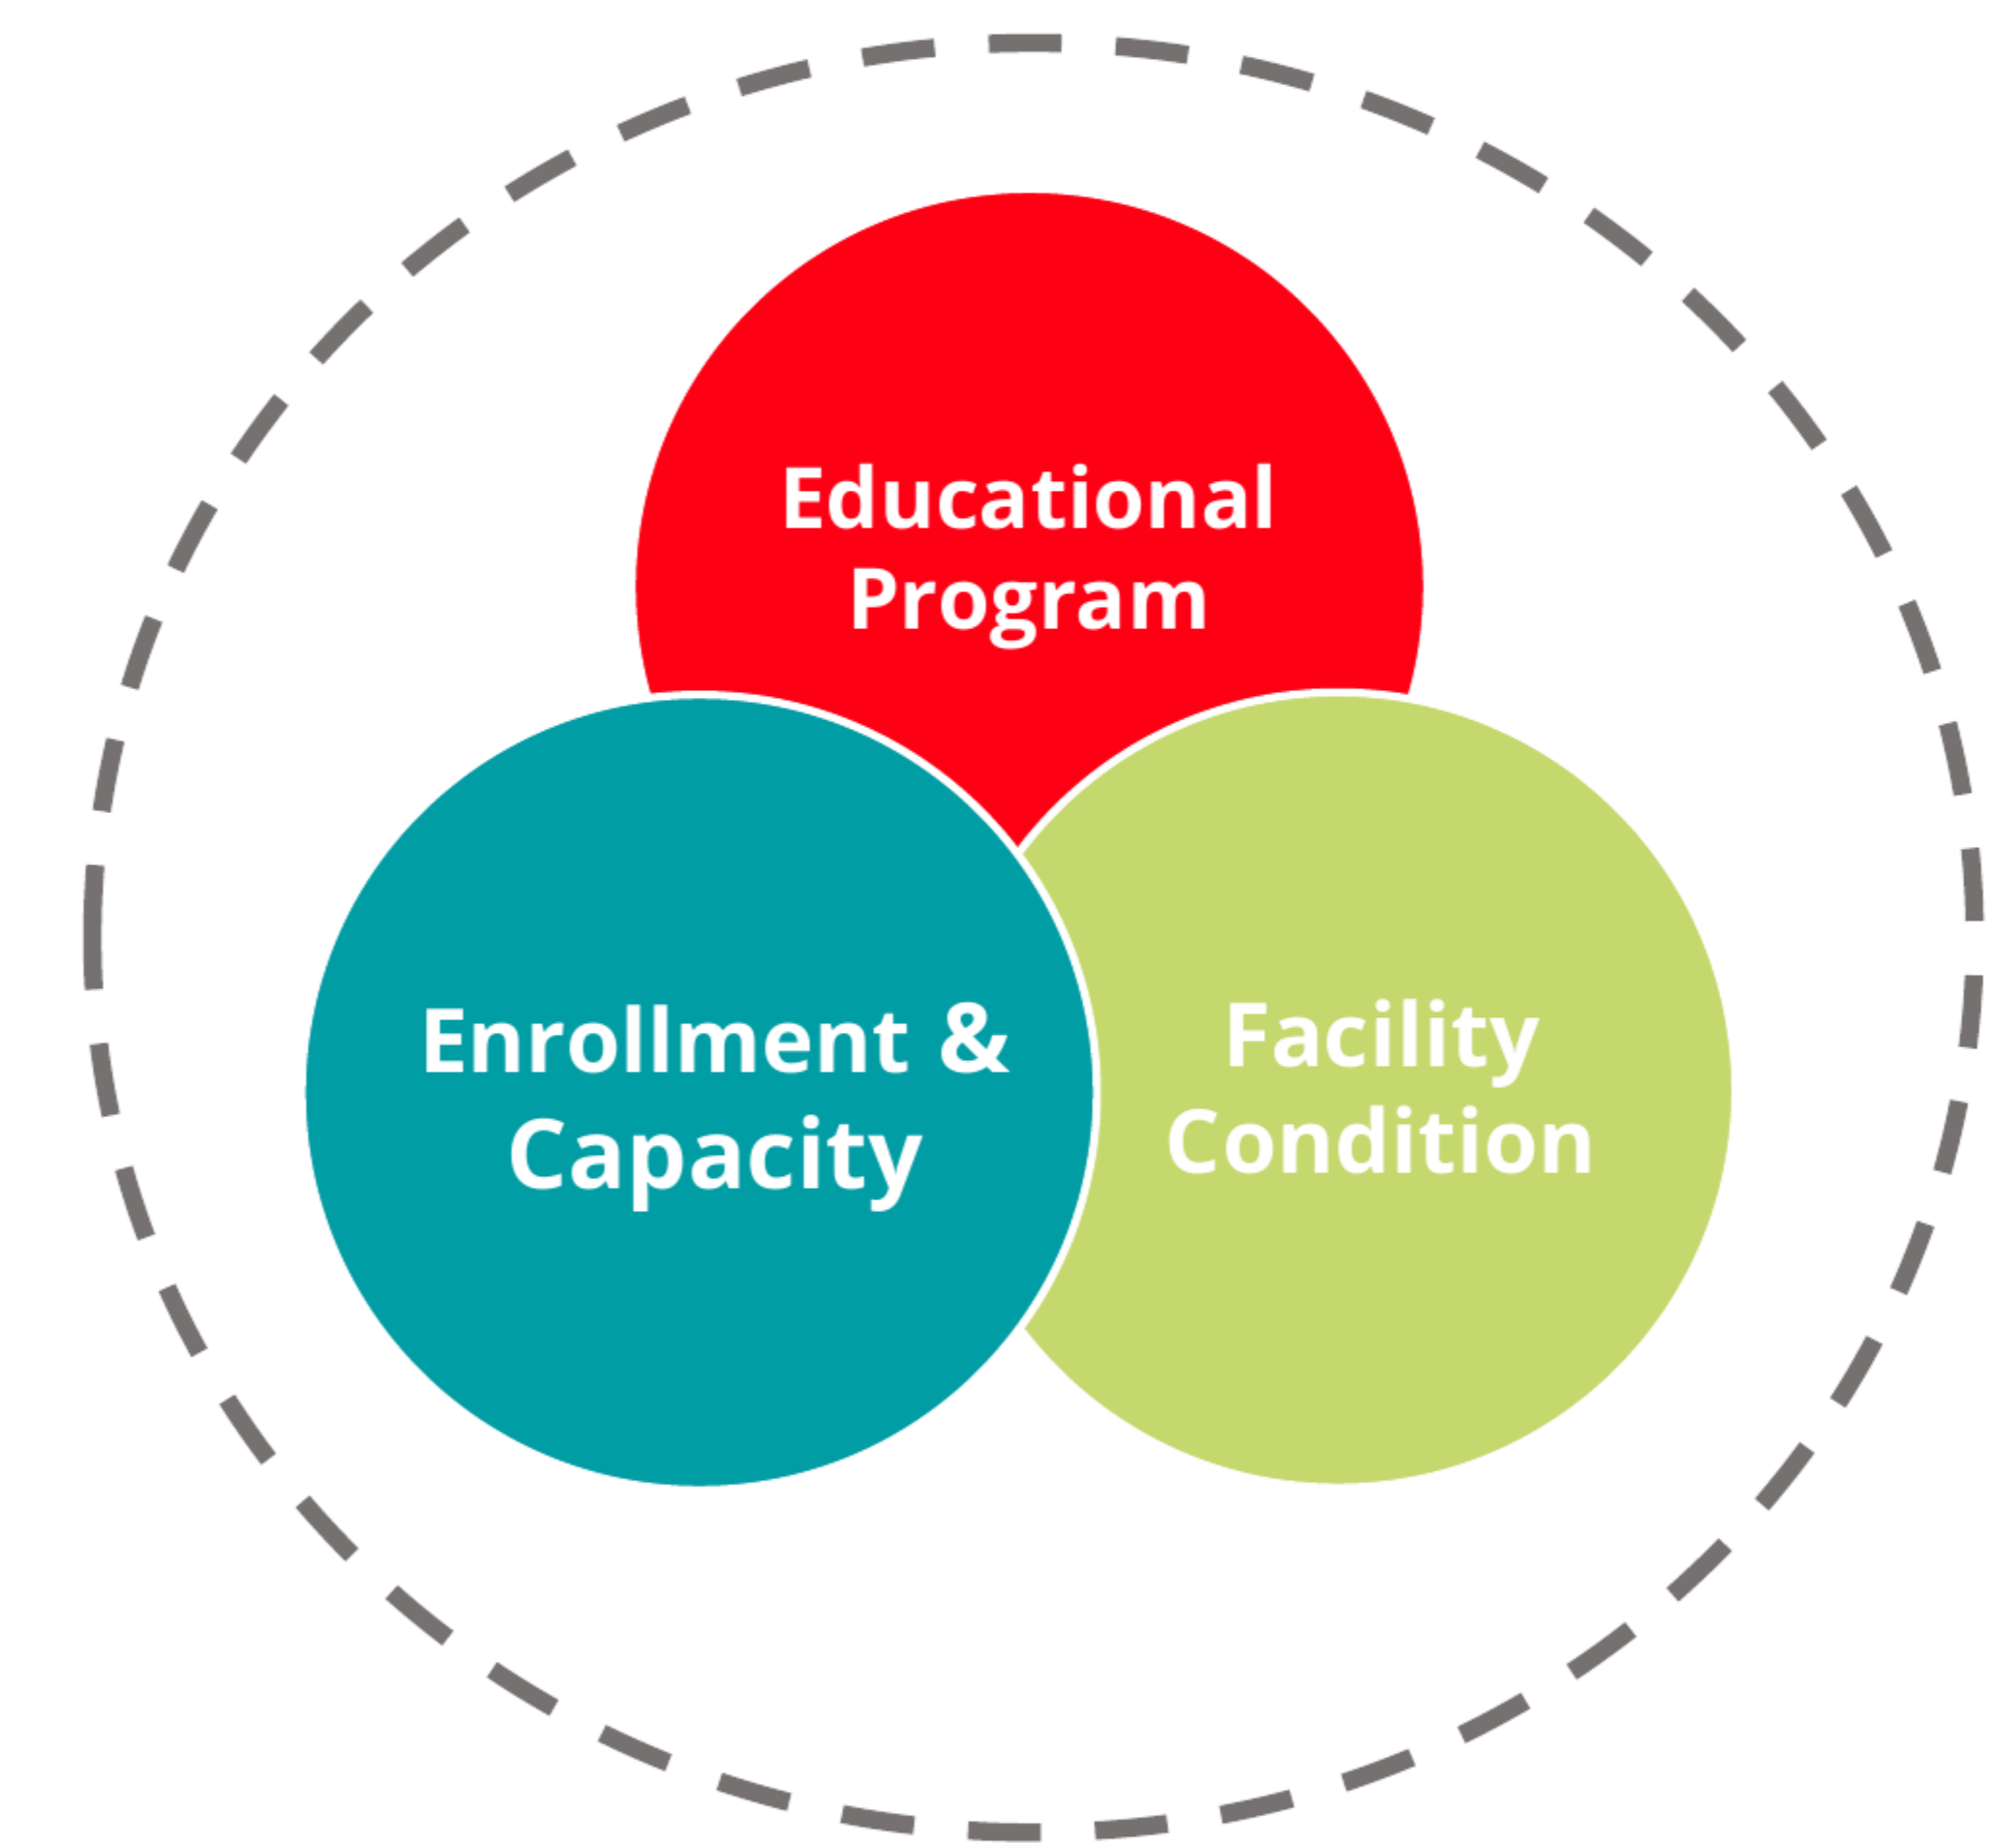 Educational
Program
Enrollment &
Capacity
Facility
Condition